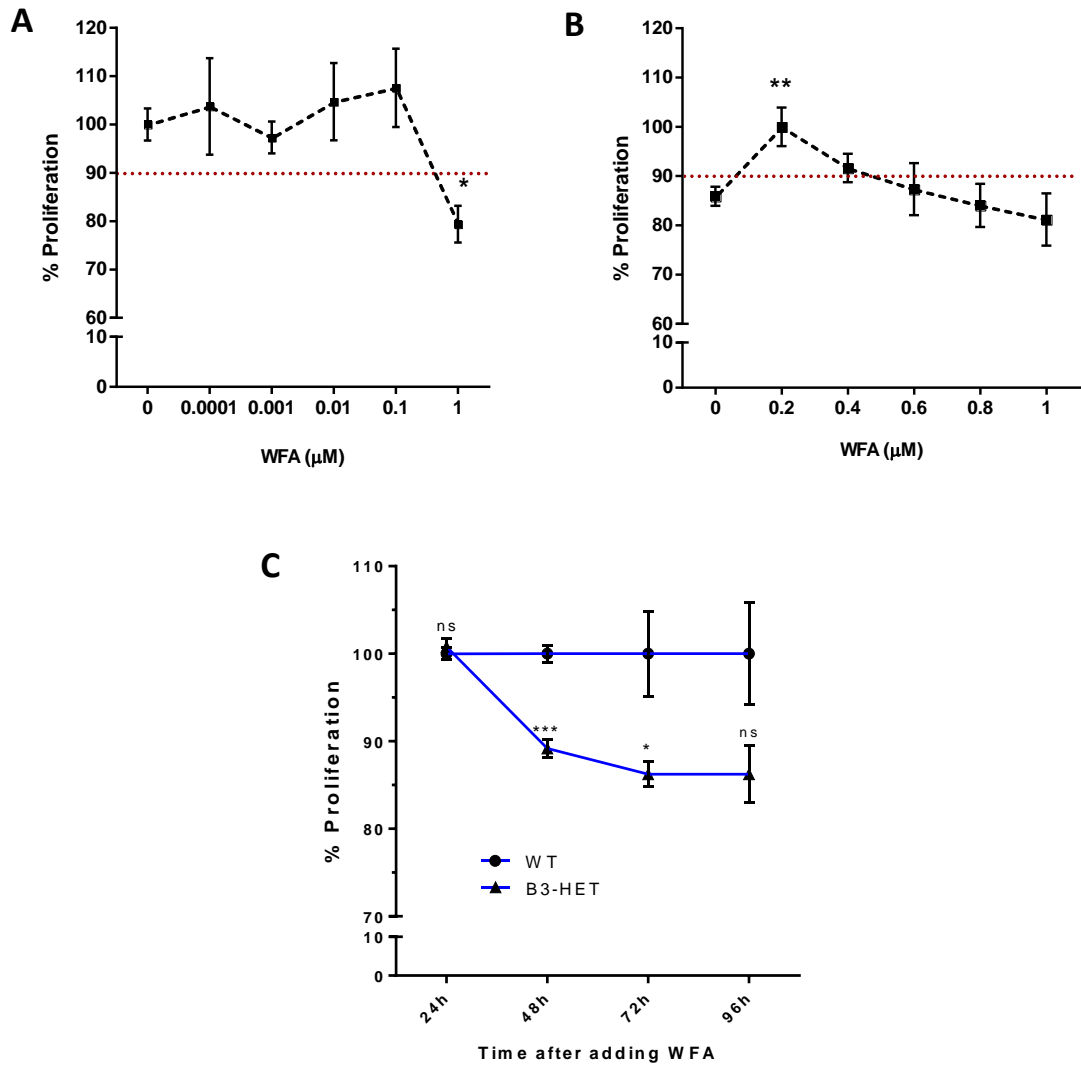 A
120
110
100
90
80
70
60
10
0
% Proliferation
*
0 0.0001 0.001 0.01 0.1 1
WFA (μM)
B
120
110
100
90
80
70
60
10
0
% Proliferation
**
0 0.2 0.4 0.6 0.8 1
WFA (μM)
C
110
100
90
80
70
10
0
% Proliferation
ns
***
*
ns
WT
B3-HET
24h 48h 72h 96h
Time after adding WFA